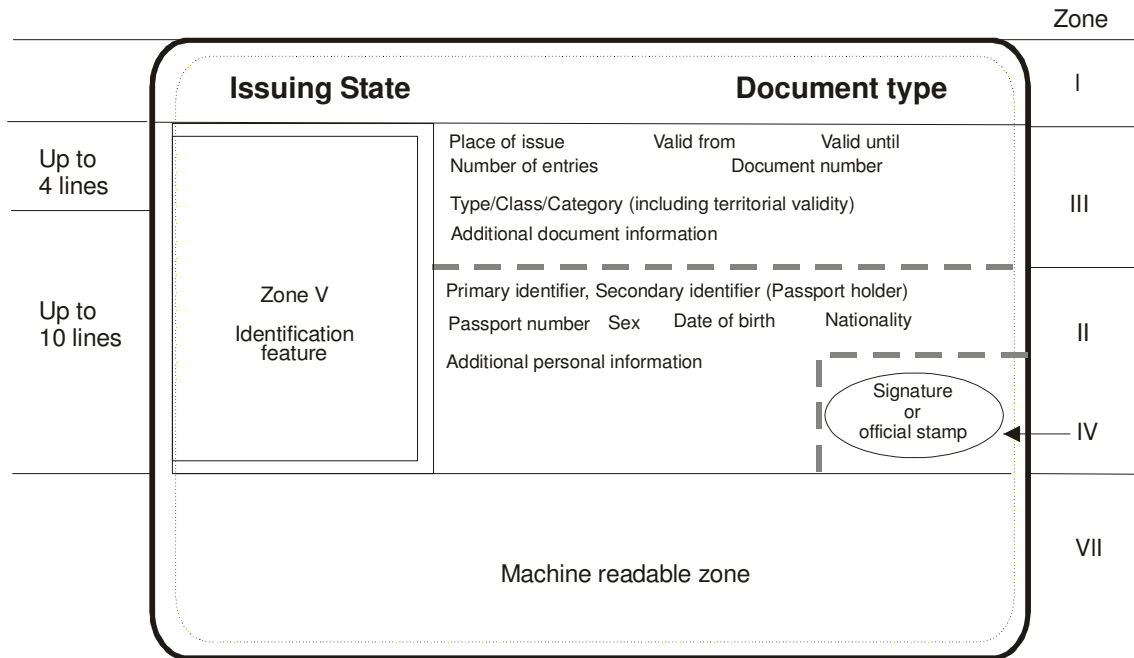 Zone
Issuing State Document type I
Up to
4 lines
Place of issue Valid from Valid until
Number of entries Document number
Type/Class/Category (including territorial validity) III
Additional document information
Up to
10 lines
Zone V
Identification
feature
Primary identifier, Secondary identifier (Passport holder)
Passport number Sex Date of birth Nationality II
Additional personal information
Signature
or
official stamp IV
Machine readable zone VII